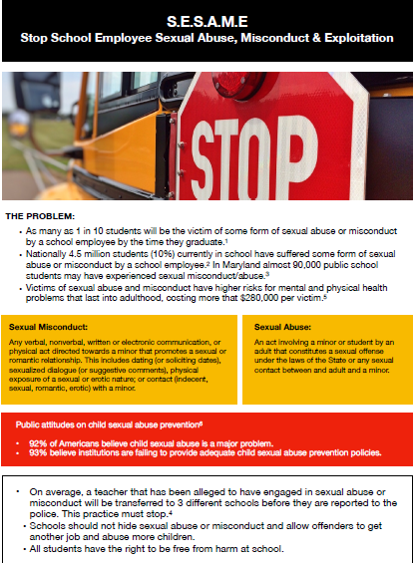 S.E.S.A.M.E
Stop School Employee Sexual Abuse, Misconduct & Exploitation
STOP
THE PROBLEM:
• As many as 1 in 10 students will be the victim of some form of sexual abuse or misconduct
by a school employee by the time they graduate.¹
• Nationally 4.5 million students (10%) currently in school have suffered some form of sexual
abuse or misconduct by a school employee.² In Maryland almost 90,000 public school
students may have experienced sexual misconduct/abuse.³
• Victims of sexual abuse and misconduct have higher risks for mental and physical health
problems that last into adulthood, costing more that $280,000 per victim.⁵
Sexual Misconduct:
Any verbal, nonverbal, written or electronic communication, or
physical act directed towards a minor that promotes a sexual or
romantic relationship. This includes dating (or soliciting dates),
sexualized dialogue (or suggestive comments), physical
exposure of a sexual or erotic nature; or contact (indecent,
sexual, romantic, erotic) with a minor.
Sexual Abuse:
An act involving a minor or student by an
adult that constitutes a sexual offense
under the laws of the State or any sexual
contact between and adult and a minor.
Public attitudes on child sexual abuse prevention⁶
• 92% of Americans believe child sexual abuse is a major problem.
• 93% believe institutions are failing to provide adequate child sexual abuse prevention policies.
• On average, a teacher that has been alleged to have engaged in sexual abuse or
misconduct will be transferred to 3 different schools before they are reported to the
police. This practice must stop.⁴
• Schools should not hide sexual abuse or misconduct and allow offenders to get
another job and abuse more children.
• All students have the right to be free from harm at school.